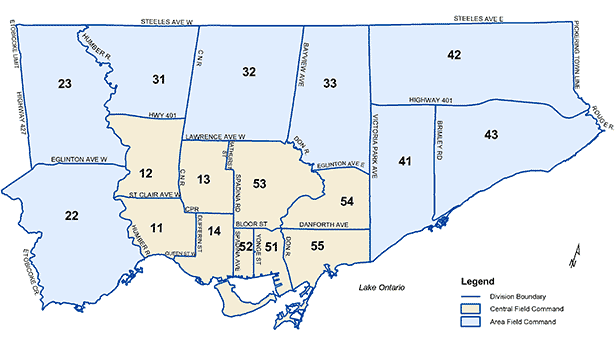 STEELES AVE W
STEELES AVE E
ETOBICOKE LIMIT
HUMBER R.
C N R
BAYVIEW AVE
PICKERING TOWN LINE
23
31
32
33
42
HIGHWAY 427
HWY 401
HIGHWAY 401
ROUGE R.
LAWRENCE AVE W
DON R.
VICTORIA PARK AVE
BRIMLEY RD
43
41
EGLINTON AVE W
BATHURST ST
EGLINTON AVE E
12
C N R
13
SPADINA RD
53
54
22
ST CLAIR AVE W
CPR
HUMBER R.
11
DUFFERIN ST
14
BLOOR ST
DANFORTH AVE
QUEEN ST W
SPADINA AVE
52
YONGE ST
51
DON R
55
ETOBICOKE CR
Lake Ontario
N
Legend
Division Boundary
Central Field Command
Area Field Command